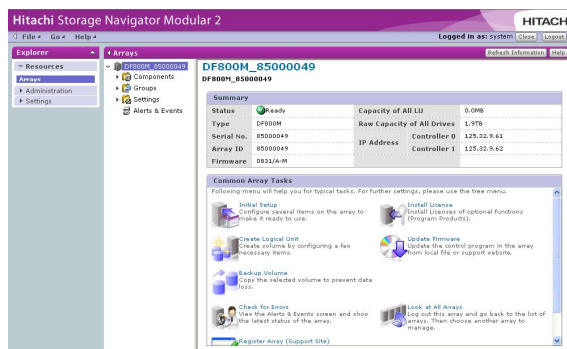 Hitachi Storage Navigator Modular 2
HITACH
File Go Help
Logged in as: system Close Logout
Explorer
Arrays
Refresh Information Help
Resources
Arrays
Administration
Settings
DF800M_85000049
Components
Groups
Settings
Alerts & Events
DF800M_85000049
DF800M_85000049
Summary
Status Ready Capacity of All LU 0.0MB
Type DF800M Raw Capacity of All Drives 1.9TB
Serial No. 85000049 IP Address Controller 0 125.32.9.61
Array ID 85000049 Controller 1 125.32.9.62
Firmware 0831/A-M
Common Array Tasks
Following menu will help you for typical tasks. For further settings, please use the tree menu.
Initial Setup
Configure several items on the array to
make it ready to use.
Install License
Install Licenses of optional functions
(Program Products).
Create Logical Unit
Create volume by configuring a few
necessary items.
Update Firmware
Update the control program in the array
from local file or support website.
Backup Volume
Copy the selected volume to prevent data
loss.
Check for Errors
View the Alerts & Events screen and show
the latest status of the array.
Look at All Arrays
Log out this array and go back to the list of
arrays. Then choose another array to
manage.
Register Array (Support Site)